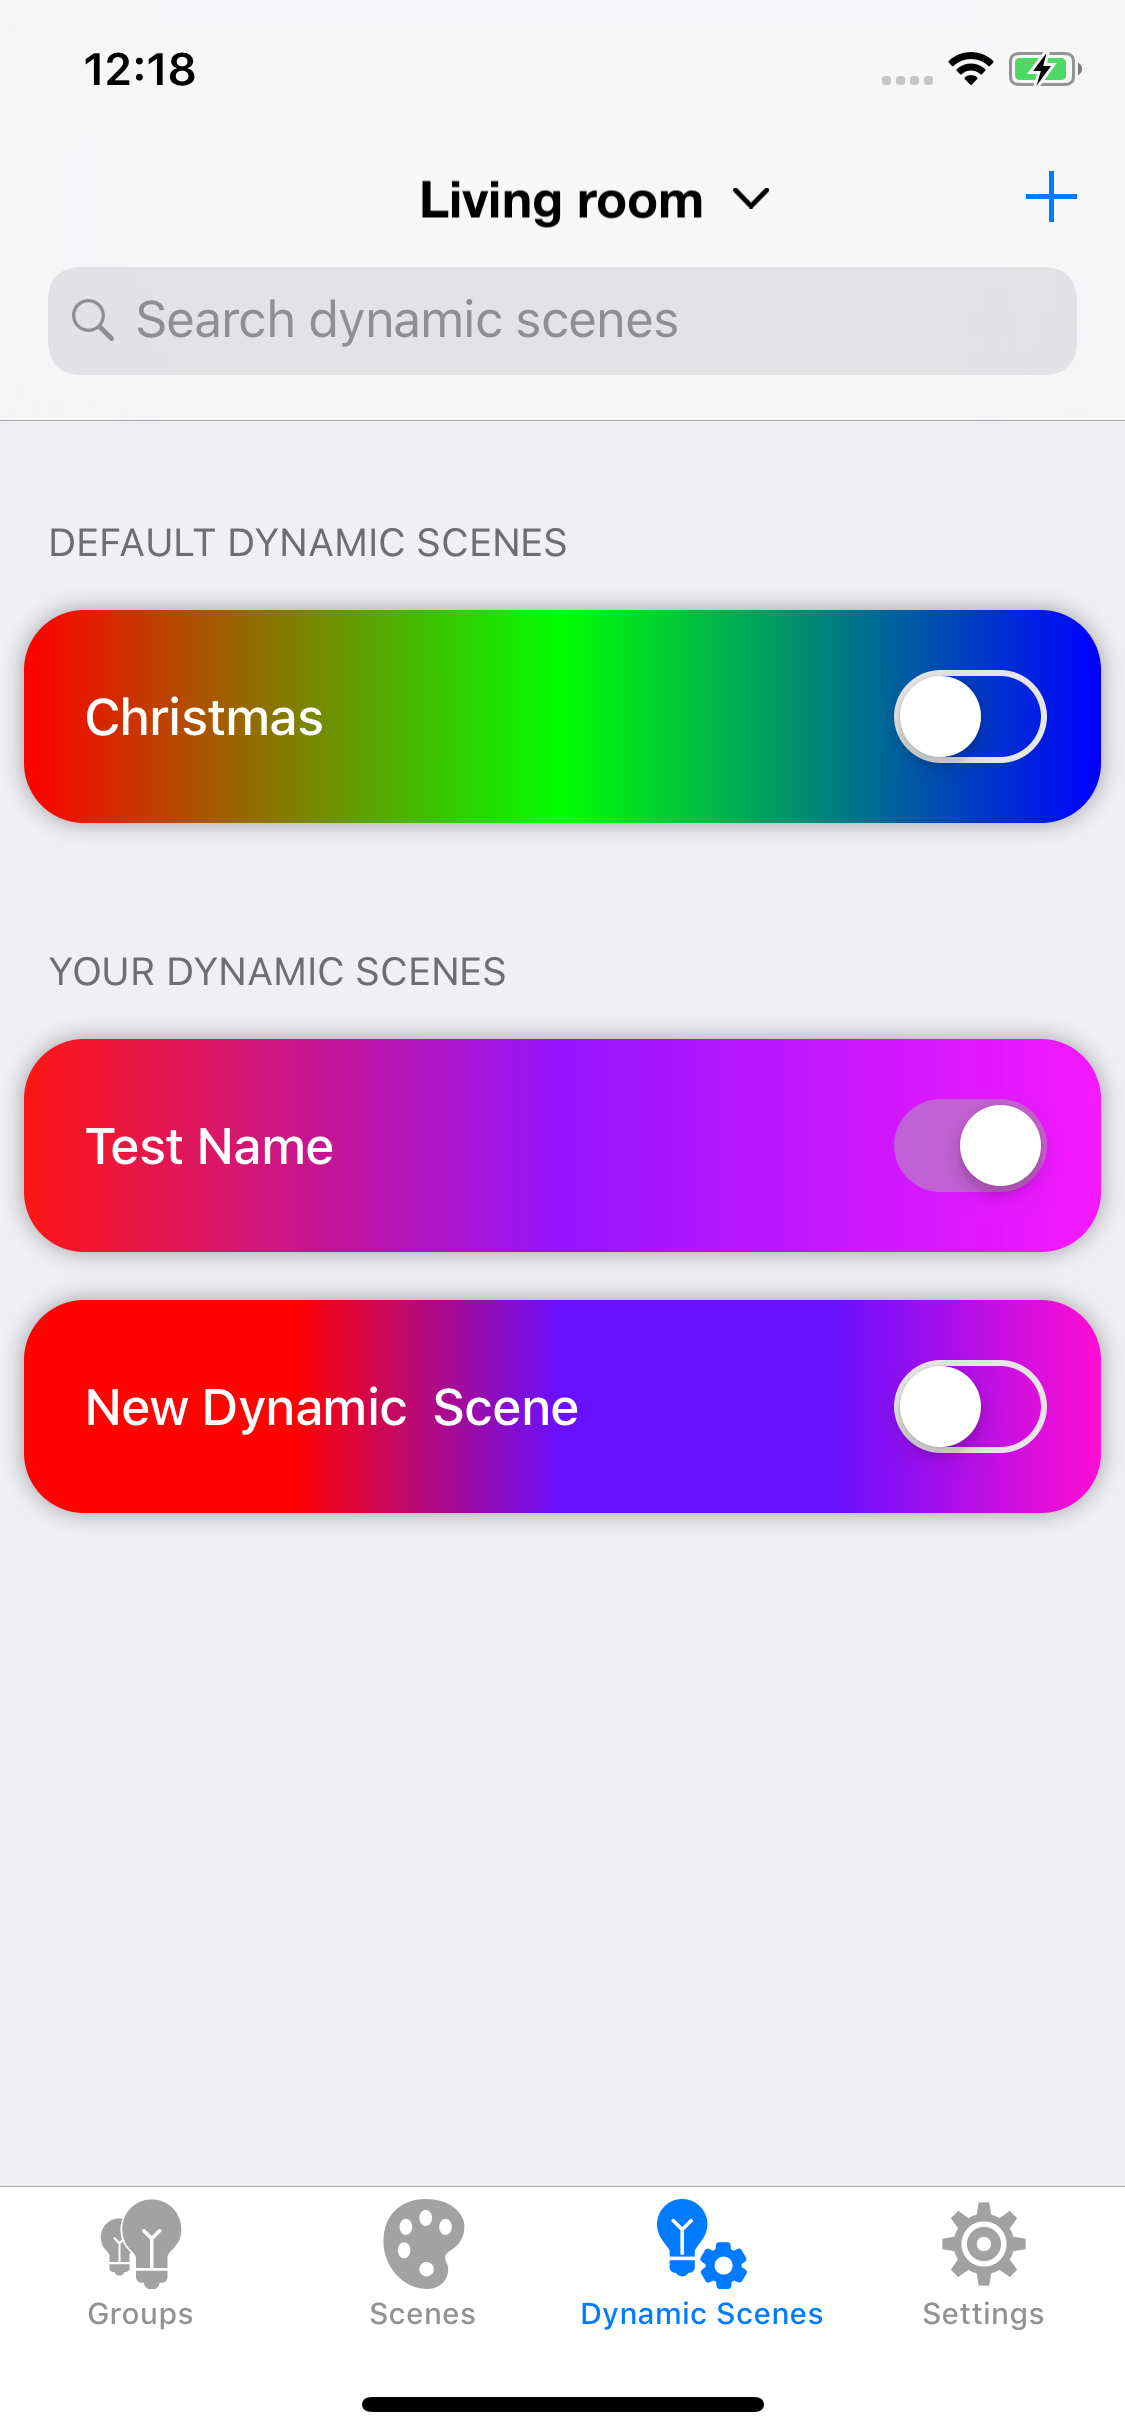 12:18
Living room
Search dynamic scenes
DEFAULT DYNAMIC SCENES
Christmas
YOUR DYNAMIC SCENES
Test Name
New Dynamic  Scene
Groups
Scenes
Dynamic Scenes
Settings